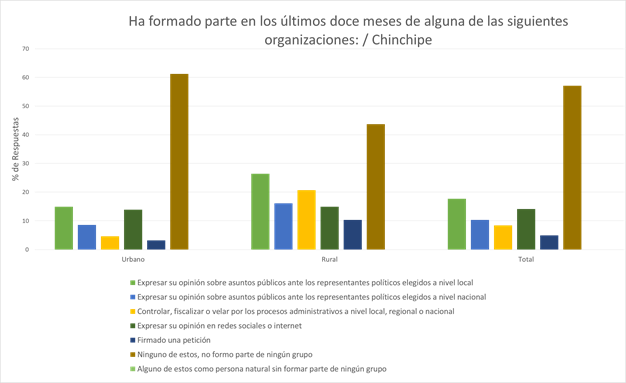 Ha formado parte en los últimos doce meses de alguna de las siguientes
organizaciones: / Chinchipe
70
60
50
40
30
20
10
0
% de Respuestas
Urbano
Rural
Total
Expresar su opinión sobre asuntos públicos ante los representantes políticos elegidos a nivel local
Expresar su opinión sobre asuntos públicos ante los representantes políticos elegidos a nivel nacional
Controlar, fiscalizar o velar por los procesos administrativos a nivel local, regional o nacional
Expresar su opinión en redes sociales o internet
Firmado una petición
Ninguno de estos, no formo parte de ningún grupo
Alguno de estos como persona natural sin formar parte de ningún grupo